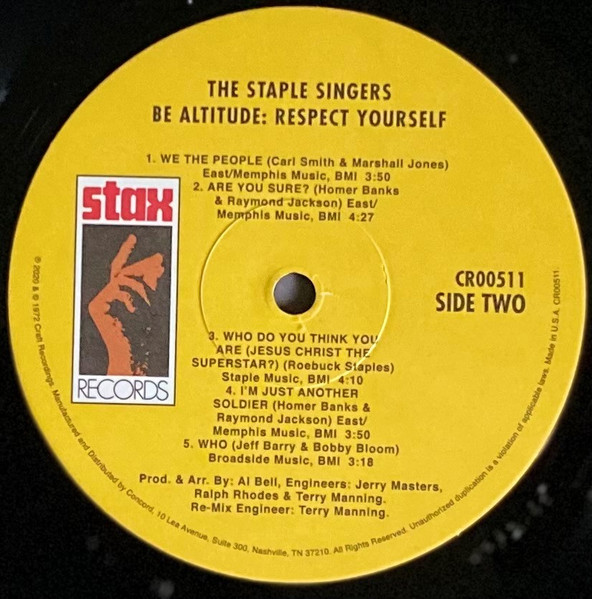 THE STAPLE SINGERS
BE ALTITUDE: RESPECT YOURSELF
1. WE THE PEOPLE (Carl Smith & Marshall Jones)
East/Memphis Music, BMI 3:50
2. ARE YOU SURE? (Homer Banks
& Raymond Jackson) East/
Memphis Music, BMI 4:27
stax
RECORDS
CR00511
SIDE TWO
3. WHO DO YOU THINK YOU
ARE (JESUS CHRIST THE
SUPERSTAR?) (Roebuck Staples)
Staple Music, BMI 4:10
4. I'M JUST ANOTHER
SOLDIER (Homer Banks &
Raymond Jackson) East/
Memphis Music, BMI 3:50
5. WHO (Jeff Barry & Bobby Bloom)
Broadside Music, BMI 3:18
Prod. & Arr. By: Al Bell, Engineers: Jerry Masters,
Ralph Rhodes & Terry Manning.
Re-Mix Engineer: Terry Manning.
℗ 2020 & © 1972 Craft Recordings. Manufactured and Distributed by Concord, 10 Lea Avenue, Suite 300, Nashville, TN 37210. All Rights Reserved. Unauthorized duplication is a violation of applicable laws. Made in U.S.A. CR00511